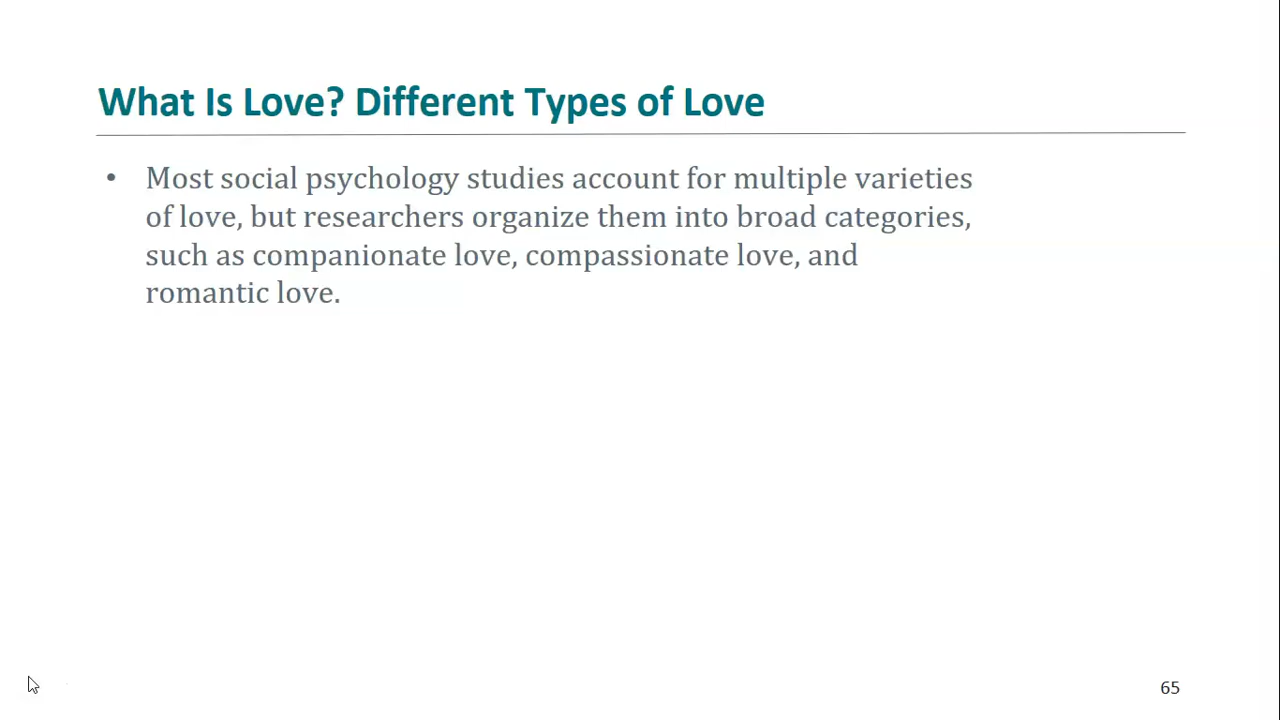 What Is Love? Different Types of Love
• Most social psychology studies account for multiple varieties
of love, but researchers organize them into broad categories,
such as companionate love, compassionate love, and
romantic love.
65